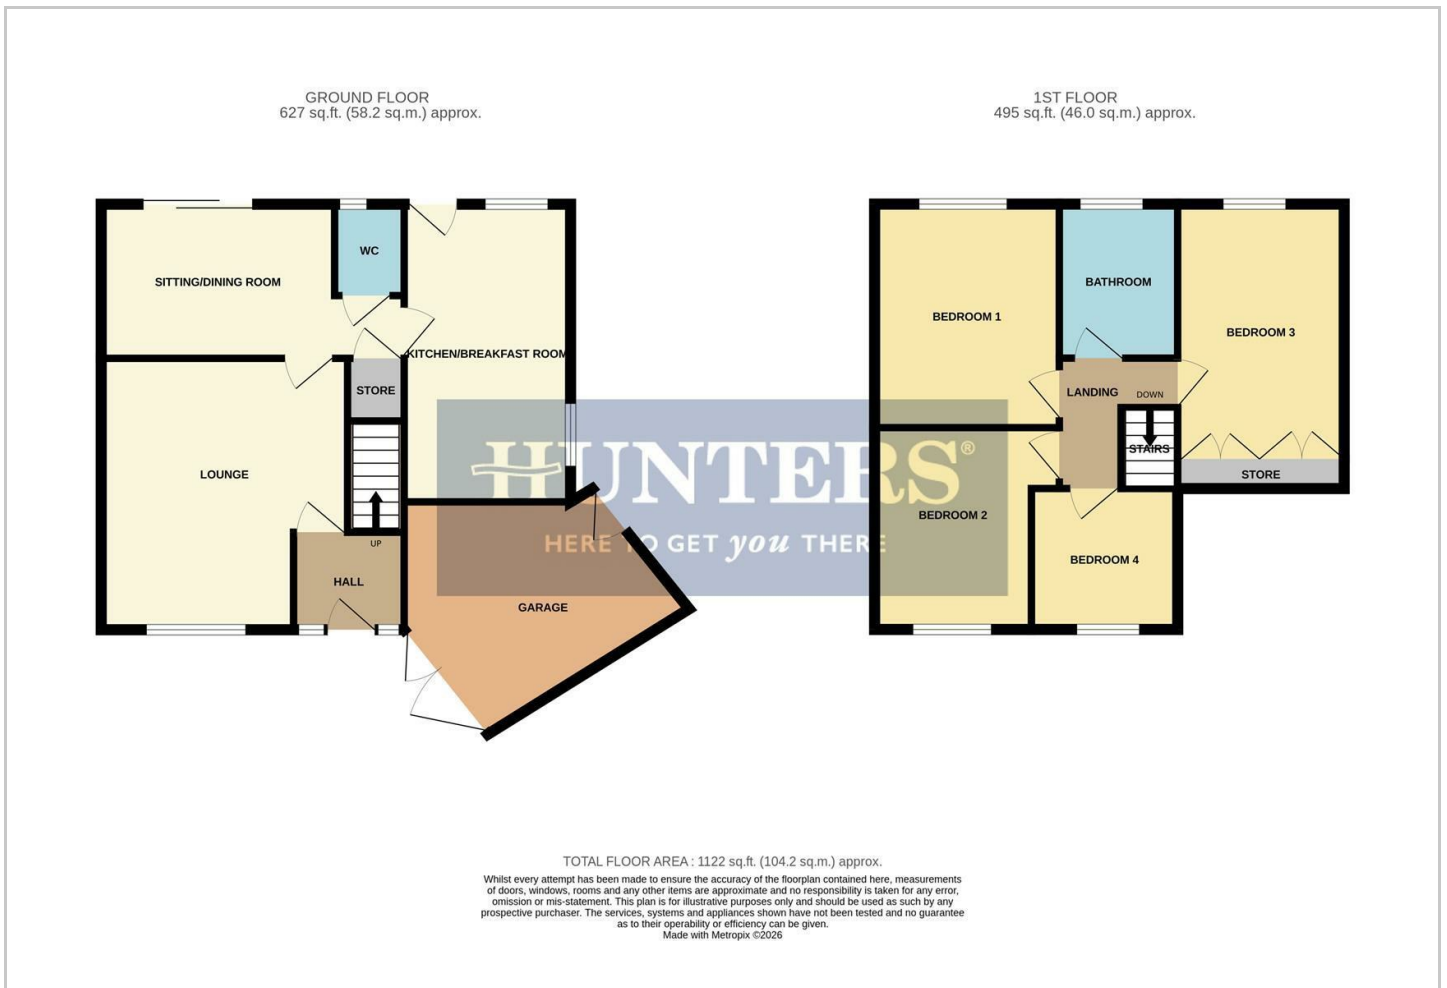 GROUND FLOOR
627 sq.ft. (58.2 sq.m.) approx.
1ST FLOOR
495 sq.ft. (46.0 sq.m.) approx.
WC
SITTING/DINING ROOM
KITCHEN/BREAKFAST ROOM
STORE
LOUNGE
UP
HALL
GARAGE
BATHROOM
BEDROOM 1
BEDROOM 3
LANDING
DOWN
STAIRS
STORE
BEDROOM 2
BEDROOM 4
HUNTERS®
HERE TO GET you THERE
TOTAL FLOOR AREA : 1122 sq.ft. (104.2 sq.m.) approx.
Whilst every attempt has been made to ensure the accuracy of the floorplan contained here, measurements
of doors, windows, rooms and any other items are approximate and no responsibility is taken for any error,
omission or mis-statement. This plan is for illustrative purposes only and should be used as such by any
prospective purchaser. The services, systems and appliances shown have not been tested and no guarantee
as to their operability or efficiency can be given.
Made with Metropix ©2026